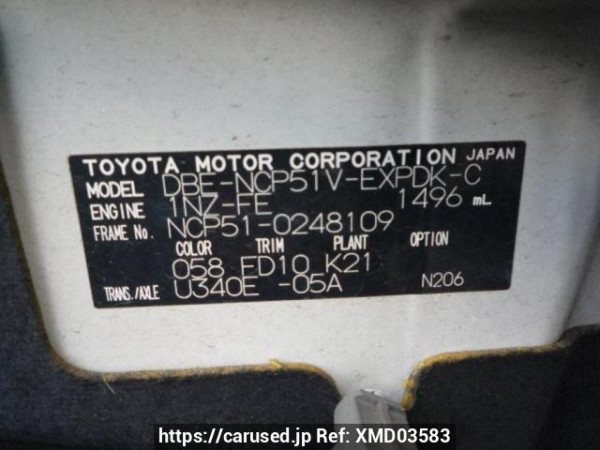 TOYOTA MOTOR CORPORATION JAPAN
MODEL DBE-NCP51V-EXPDK-C
ENGINE 1NZ-FE 1496 mL
FRAME No. NCP51-0248109
COLOR TRIM PLANT OPTION
058 FD10 K21
TRANS./AXLE U340E -05A N206
https://carused.jp Ref: XMD03583